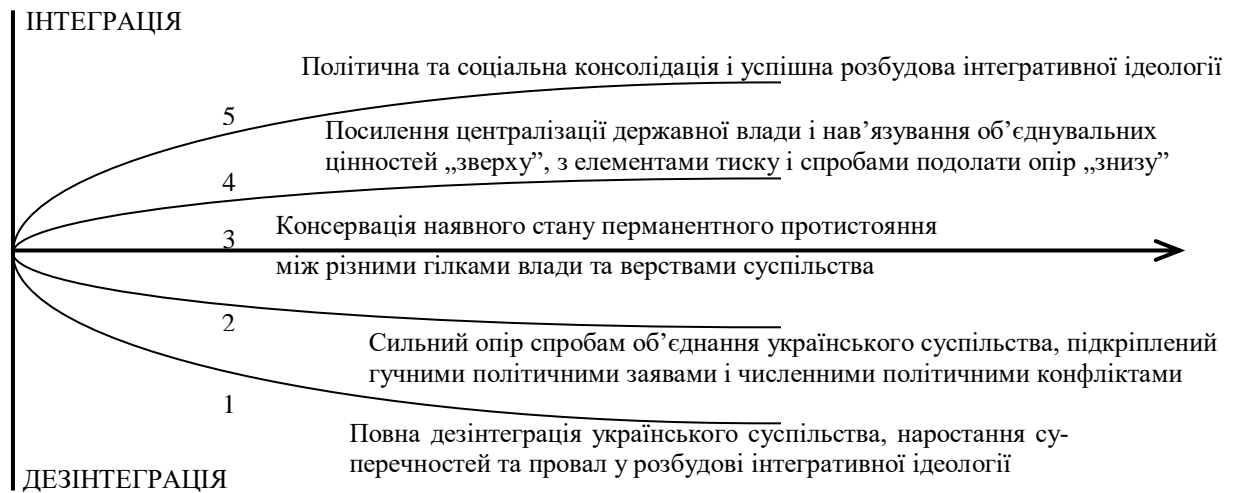 ІНТЕГРАЦІЯ
Політична та соціальна консолідація і успішна розбудова інтегративної ідеології
5
Посилення централізації державної влади і нав’язування об’єднувальних
цінностей „зверху”, з елементами тиску і спробами подолати опір „знизу”
4
Консервація наявного стану перманентного протистояння
3
між різними гілками влади та верствами суспільства
2
Сильний опір спробам об’єднання українського суспільства, підкріплений
гучними політичними заявами і численними політичними конфліктами
1
Повна дезінтеграція українського суспільства, наростання су-
перечностей та провал у розбудові інтегративної ідеології
ДЕЗІНТЕГРАЦІЯ